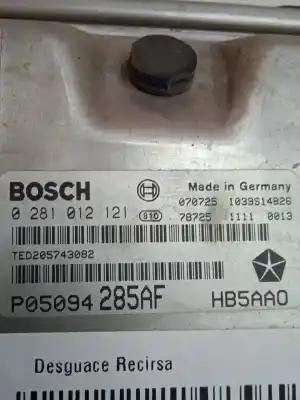 BOSCH Made in Germany
0 281 012 121 810 070725 1039S14826
78725 1111 0013
TED205743082
P05094 285AF HB5AA0
Desguace Recirsa